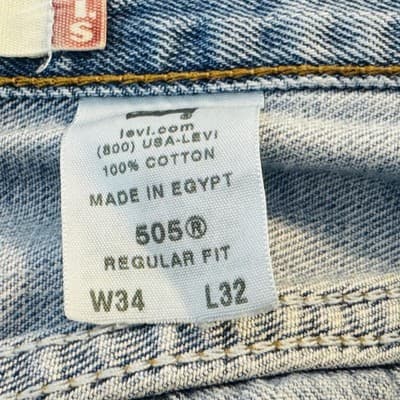 I'S
levi.com
(800) USA-LEVI
100% COTTON
MADE IN EGYPT
505®
REGULAR FIT
W34 L32